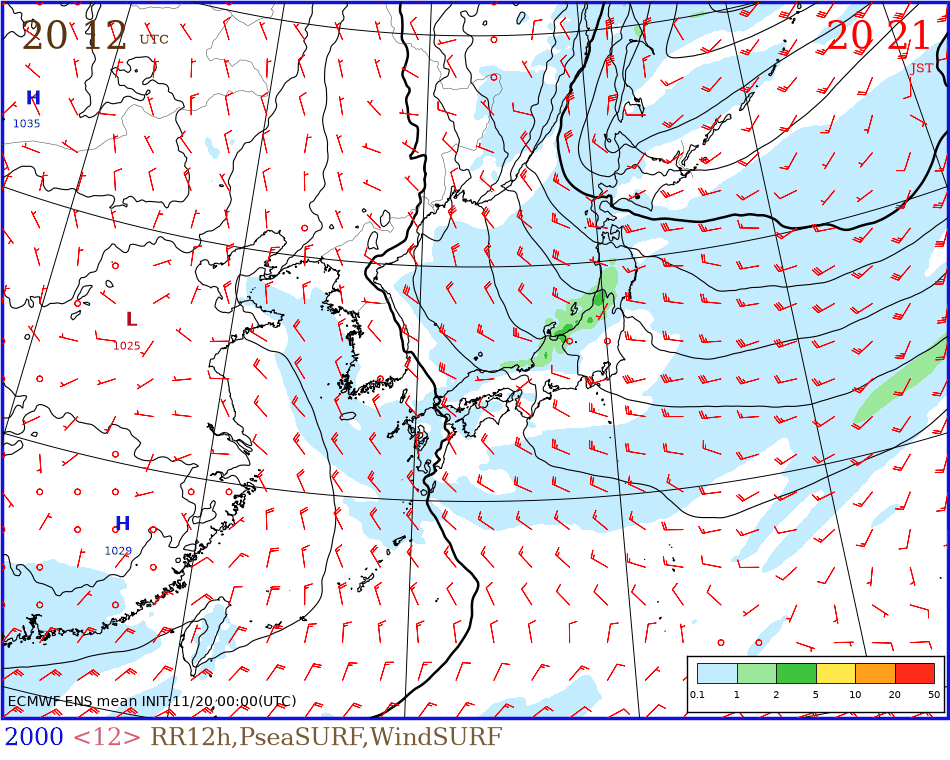 20 12 UTC
20 21
JST
H
1035
L
1025
H
1029
0.1 1 2 5 10 20 50
ECMWF ENS mean INIT:11/20 00:00(UTC)
2000 <12> RR12h,PseaSURF,WindSURF